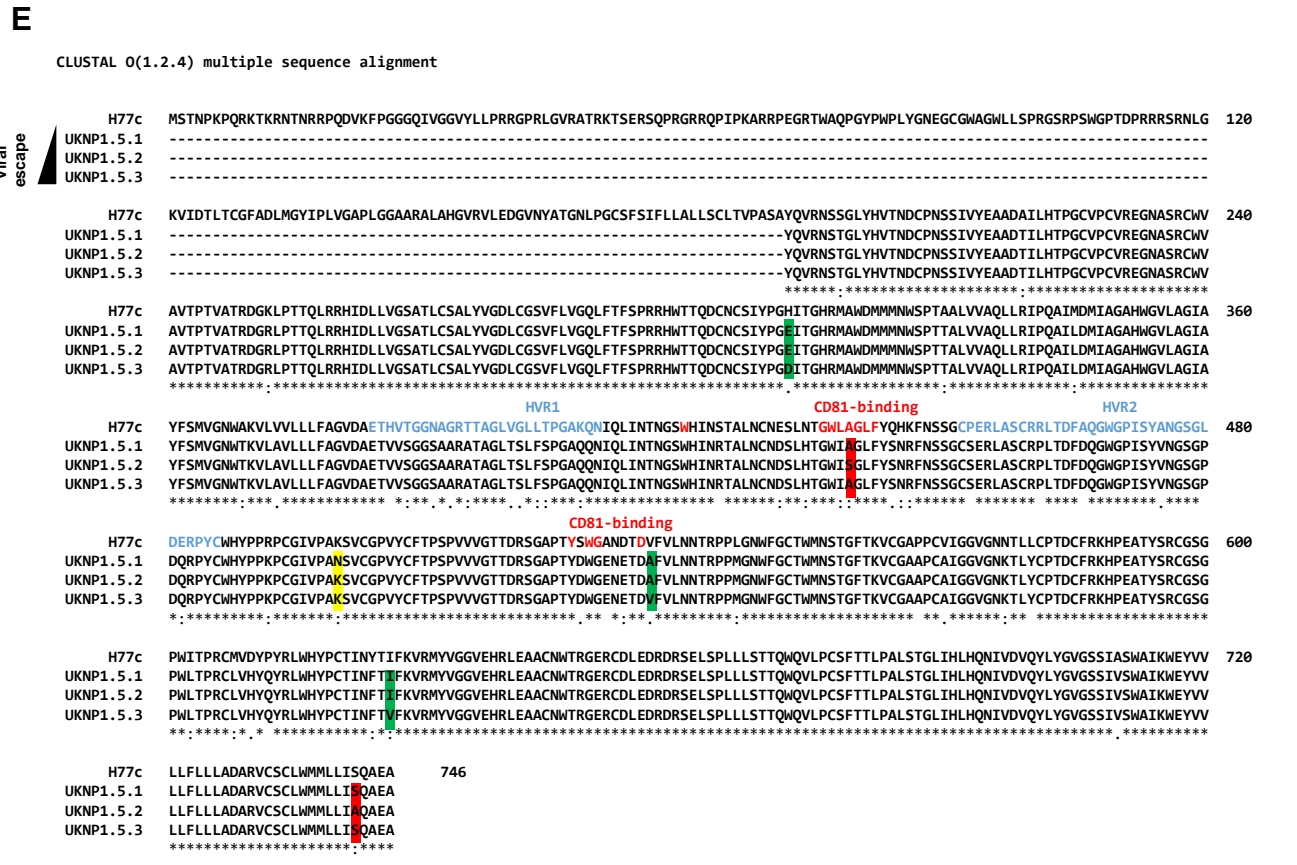 E
CLUSTAL O(1.2.4) multiple sequence alignment
Viral
escape
H77c MSTNPKPQRKTKRNTNRRPQDVKFPGGGQIVGGVYLLPRRGPRLGVRATRKTSERSQPRGRRQPIPKARRPEGRTWAQPGYPWPLYGNEGCGWAGWLLSPRGSRPSWGPTDPRRRSRNLG 120
UKNP1.5.1 ------------------------------------------------------------------------------------------------------------------------
UKNP1.5.2 ------------------------------------------------------------------------------------------------------------------------
UKNP1.5.3 ------------------------------------------------------------------------------------------------------------------------
H77c KVIDTLTCGFADLMGYIPLVGAPLGGAARALAHGVRVLEDGVNYATGNLPGCSFSIFLLALLSCLTVPASAYQVRNSSGLYHVTNDCPNSSIVYEAADAILHTPGCVPCVREGNASRCWV 240
UKNP1.5.1 -----------------------------------------------------------------------YQVRNSTGLYHVTNDCPNSSIVYEAADTILHTPGCVPCVREGNASRCWV
UKNP1.5.2 -----------------------------------------------------------------------YQVRNSTGLYHVTNDCPNSSIVYEAADTILHTPGCVPCVREGNASRCWV
UKNP1.5.3 -----------------------------------------------------------------------YQVRNSTGLYHVTNDCPNSSIVYEAADTILHTPGCVPCVREGNASRCWV
******:********************:*********************
H77c AVTPTVATRDGKLPTTQLRRHIDLLVGSATLCSALYVGDLCGSVFLVGQLFTFSPRRHWTTQDCNCSIYPGHITGHRMAWDMMMNWSPTAALVVAQLLRIPQAIMDMIAGAHWGVLAGIA 360
UKNP1.5.1 AVTPTVATRDGRLPTTQLRRHIDLLVGSATLCSALYVGDLCGSVFLVGQLFTFSPRRHWTTQDCNCSIYPGEITGHRMAWDMMMNWSPTTALVVAQLLRIPQAILDMIAGAHWGVLAGIA
UKNP1.5.2 AVTPTVATRDGRLPTTQLRRHIDLLVGSATLCSALYVGDLCGSVFLVGQLFTFSPRRHWTTQDCNCSIYPGEITGHRMAWDMMMNWSPTTALVVAQLLRIPQAILDMIAGAHWGVLAGIA
UKNP1.5.3 AVTPTVATRDGRLPTTQLRRHIDLLVGSATLCSALYVGDLCGSVFLVGQLFTFSPRRHWTTQDCNCSIYPGDITGHRMAWDMMMNWSPTTALVVAQLLRIPQAILDMIAGAHWGVLAGIA
***********:***********************************************************.*****************:**************:***************
HVR1 CD81-binding HVR2
H77c YFSMVGNWAKVLVVLLLFAGVDAETHVTGGNAGRTTAGLVGLLTPGAKQNIQLINTNGSWHINSTALNCNESLNTGWLAGLFYQHKFNSSGCPERLASCRRLTDFAQGWGPISYANGSGL 480
UKNP1.5.1 YFSMVGNWTKVLAVLLLFAGVDAETVVSGGSAARATAGLTSLFSPGAQQNIQLINTNGSWHINRTALNCNDSLHTGWIAGLFYSNRFNSSGCSERLASCRPLTDFDQGWGPISYVNGSGP
UKNP1.5.2 YFSMVGNWTKVLAVLLLFAGVDAETVVSGGSAARATAGLTSLFSPGAQQNIQLINTNGSWHINRTALNCNDSLHTGWISGLFYSNRFNSSGCSERLASCRPLTDFDQGWGPISYVNGSGP
UKNP1.5.3 YFSMVGNWTKVLAVLLLFAGVDAETVVSGGSAARATAGLTSLFSPGAQQNIQLINTNGSWHINRTALNCNDSLHTGWIAGLFYSNRFNSSGCSERLASCRPLTDFDQGWGPISYVNGSGP
********:***.************ *:**.*.*:****..*:::***:*************** ******:**:***::****.::****** ******* **** ********.****
CD81-binding
H77c DERPYCWHYPPRPCGIVPAKSVCGPVYCFTPSPVVVGTTDRSGAPTYSWGANDTDVFVLNNTRPPLGNWFGCTWMNSTGFTKVCGAPPCVIGGVGNNTLLCPTDCFRKHPEATYSRCGSG 600
UKNP1.5.1 DQRPYCWHYPPKPCGIVPANSVCGPVYCFTPSPVVVGTTDRSGAPTYDWGENETDAFVLNNTRPPMGNWFGCTWMNSTGFTKVCGAAPCAIGGVGNKTLYCPTDCFRKHPEATYSRCGSG
UKNP1.5.2 DQRPYCWHYPPKPCGIVPAKSVCGPVYCFTPSPVVVGTTDRSGAPTYDWGENETDAFVLNNTRPPMGNWFGCTWMNSTGFTKVCGAAPCAIGGVGNKTLYCPTDCFRKHPEATYSRCGSG
UKNP1.5.3 DQRPYCWHYPPKPCGIVPAKSVCGPVYCFTPSPVVVGTTDRSGAPTYDWGENETDVFVLNNTRPPMGNWFGCTWMNSTGFTKVCGAAPCAIGGVGNKTLYCPTDCFRKHPEATYSRCGSG
*:*********:*******:***************************.** *:**.*********:******************** **.******:** ********************
H77c PWITPRCMVDYPYRLWHYPCTINYTIFKVRMYVGGVEHRLEAACNWTRGERCDLEDRDRSELSPLLLSTTQWQVLPCSFTTLPALSTGLIHLHQNIVDVQYLYGVGSSIASWAIKWEYVV 720
UKNP1.5.1 PWLTPRCLVHYQYRLWHYPCTINFTIFKVRMYVGGVEHRLEAACNWTRGERCDLEDRDRSELSPLLLSTTQWQVLPCSFTTLPALSTGLIHLHQNIVDVQYLYGVGSSIVSWAIKWEYVV
UKNP1.5.2 PWLTPRCLVHYQYRLWHYPCTINFTIFKVRMYVGGVEHRLEAACNWTRGERCDLEDRDRSELSPLLLSTTQWQVLPCSFTTLPALSTGLIHLHQNIVDVQYLYGVGSSIVSWAIKWEYVV
UKNP1.5.3 PWLTPRCLVHYQYRLWHYPCTINFTVFKVRMYVGGVEHRLEAACNWTRGERCDLEDRDRSELSPLLLSTTQWQVLPCSFTTLPALSTGLIHLHQNIVDVQYLYGVGSSIVSWAIKWEYVV
**:****:*.* ***********:*:***********************************************************************************.**********
H77c LLFLLLADARVCSCLWMMLLISQAEA 746
UKNP1.5.1 LLFLLLADARVCSCLWMMLLISQAEA
UKNP1.5.2 LLFLLLADARVCSCLWMMLLIAQAEA
UKNP1.5.3 LLFLLLADARVCSCLWMMLLISQAEA
*********************:****